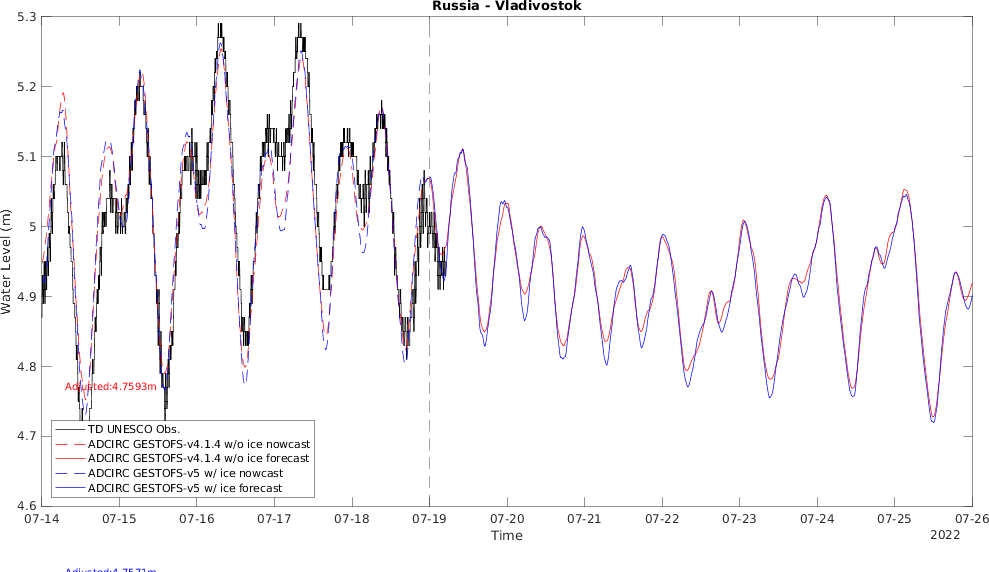 Russia - Vladivostok
5.3
5.2
5.1
5
4.9
4.8
4.7
4.6
Water Level (m)
Adjusted:4.7593m
TD UNESCO Obs.
ADCIRC GESTOFS-v4.1.4 w/o ice nowcast
ADCIRC GESTOFS-v4.1.4 w/o ice forecast
ADCIRC GESTOFS-v5 w/ ice nowcast
ADCIRC GESTOFS-v5 w/ ice forecast
07-14 07-15 07-16 07-17 07-18 07-19 07-20 07-21 07-22 07-23 07-24 07-25 07-26
Time
2022
Adjusted:4.7571m